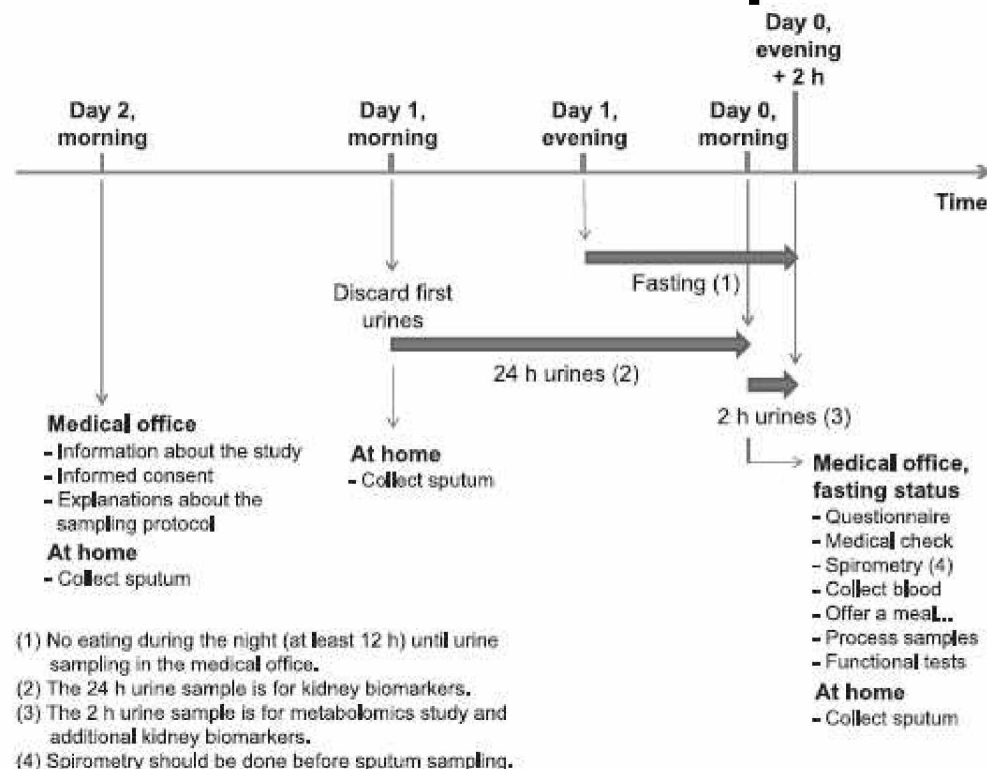 Day 0,
evening
+ 2 h
Day 2,
morning
Day 1,
morning
Day 1,
evening
Day 0,
morning
Time
Fasting (1)
Discard first
urines
24 h urines (2)
2 h urines (3)
Medical office
- Information about the study
- Informed consent
- Explanations about the
sampling protocol
At home
- Collect sputum
At home
- Collect sputum
Medical office,
fasting status
- Questionnaire
- Medical check
- Spirometry (4)
- Collect blood
- Offer a meal...
- Process samples
- Functional tests
At home
- Collect sputum
(1) No eating during the night (at least 12 h) until urine
sampling in the medical office.
(2) The 24 h urine sample is for kidney biomarkers.
(3) The 2 h urine sample is for metabolomics study and
additional kidney biomarkers.
(4) Spirometry should be done before sputum sampling.